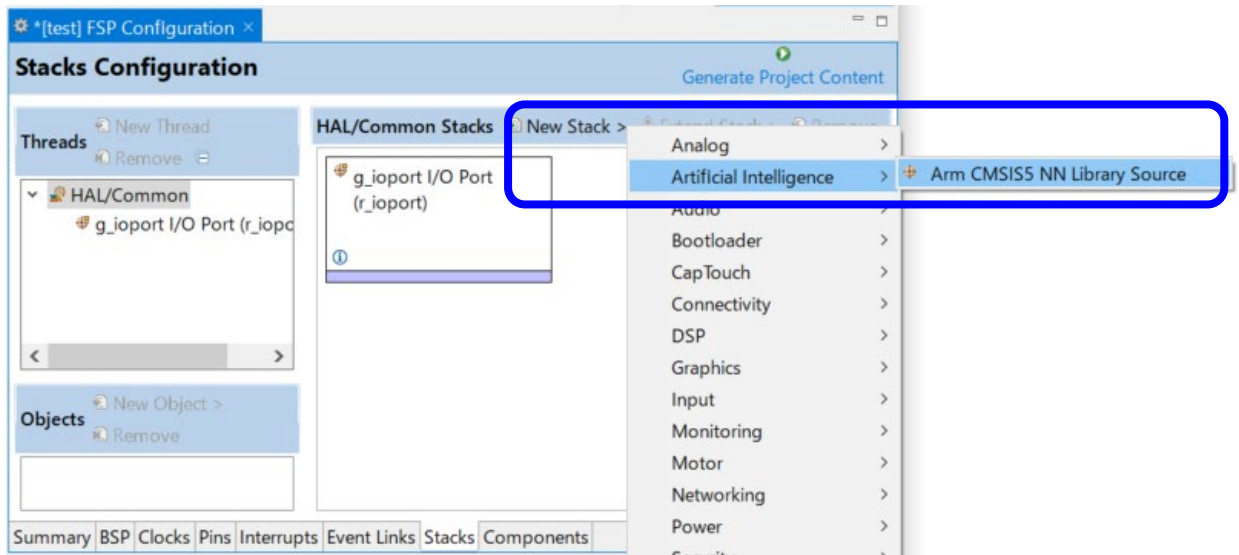 *[test] FSP Configuration ×
Stacks Configuration
Generate Project Content
Threads
New Thread
Remove
HAL/Common
g_ioport I/O Port (r_iopo
Objects
New Object >
Remove
HAL/Common Stacks
New Stack >
g_ioport I/O Port
(r_ioport)
Analog
Artificial Intelligence
Audio
Bootloader
CapTouch
Connectivity
DSP
Graphics
Input
Monitoring
Motor
Networking
Power
Arm CMSIS5 NN Library Source
Summary BSP Clocks Pins Interrupts Event Links Stacks Components